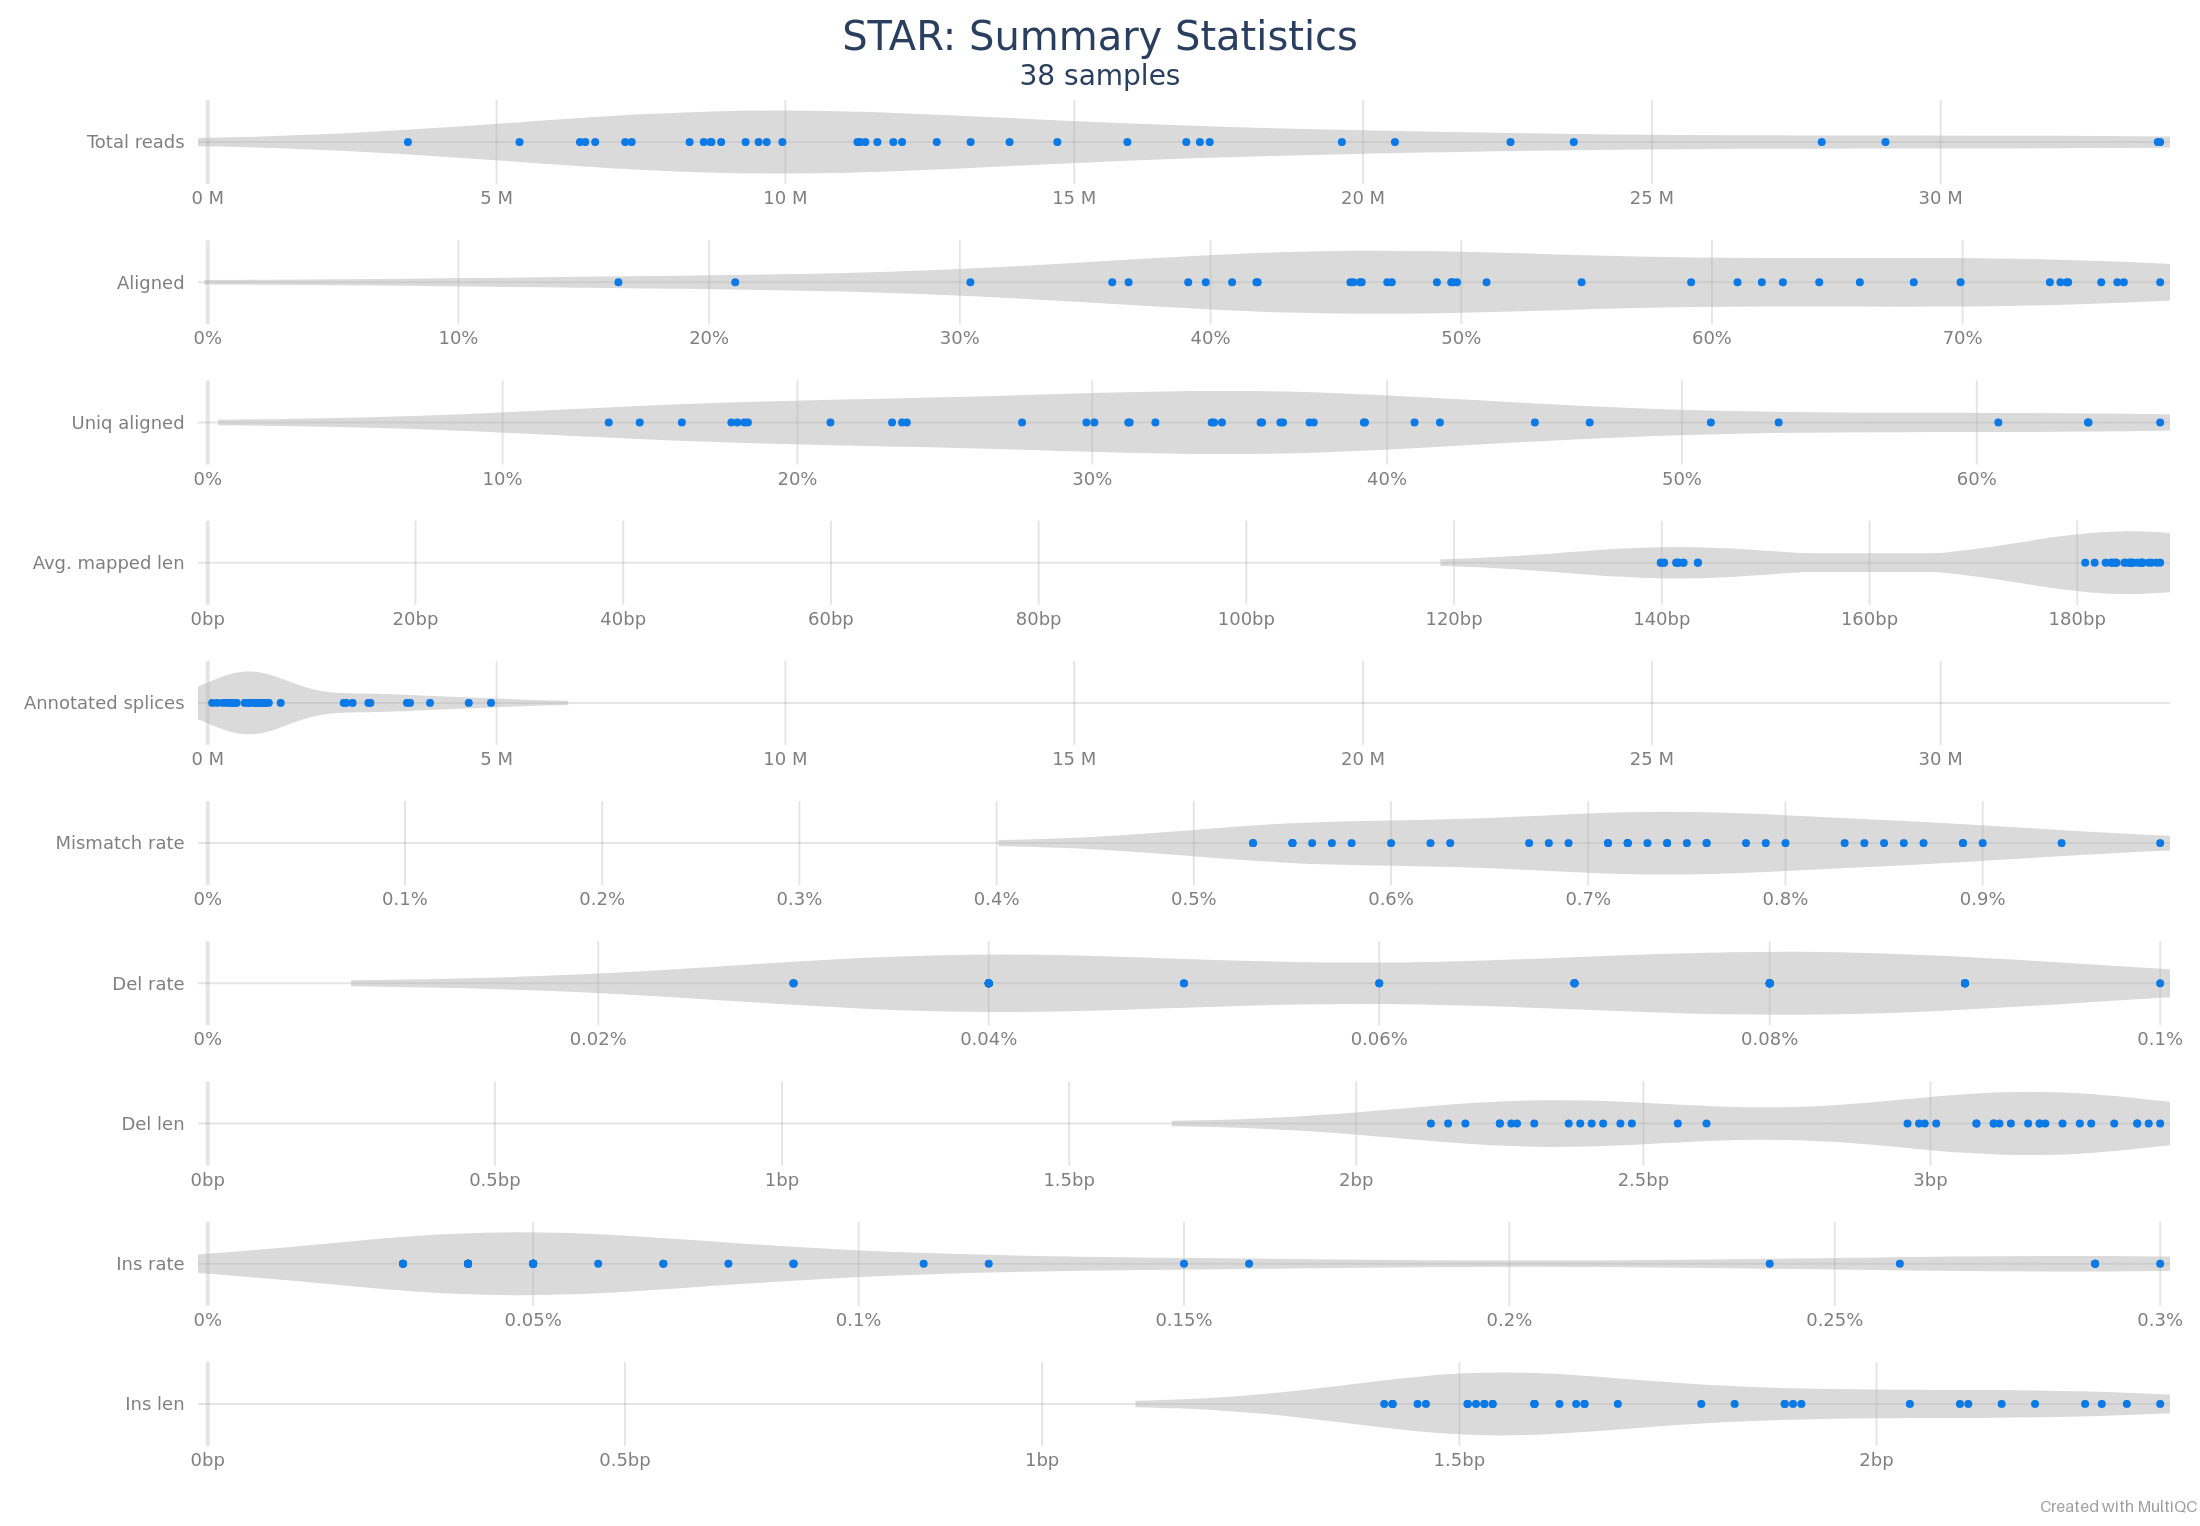 STAR: Summary Statistics
38 samples
Total reads
0 M 5 M 10 M 15 M 20 M 25 M 30 M
Aligned
0% 10% 20% 30% 40% 50% 60% 70%
Uniq aligned
0% 10% 20% 30% 40% 50% 60%
Avg. mapped len
0bp 20bp 40bp 60bp 80bp 100bp 120bp 140bp 160bp 180bp
Annotated splices
0 M 5 M 10 M 15 M 20 M 25 M 30 M
Mismatch rate
0% 0.1% 0.2% 0.3% 0.4% 0.5% 0.6% 0.7% 0.8% 0.9%
Del rate
0% 0.02% 0.04% 0.06% 0.08% 0.1%
Del len
0bp 0.5bp 1bp 1.5bp 2bp 2.5bp 3bp
Ins rate
0% 0.05% 0.1% 0.15% 0.2% 0.25% 0.3%
Ins len
0bp 0.5bp 1bp 1.5bp 2bp
Created with MultiQC